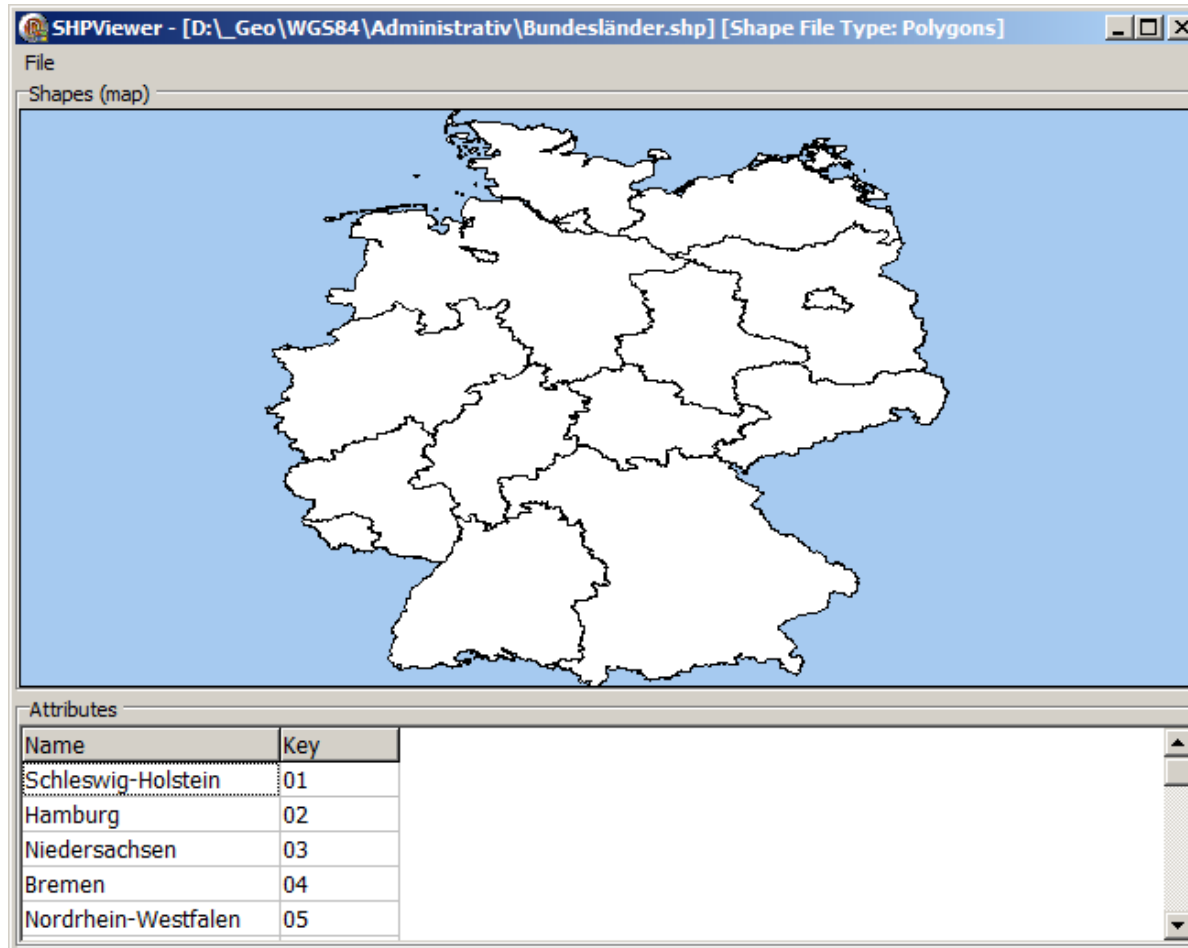 SHPViewer - [D:\_Geo\WGS84\Administrativ\Bundesländer.shp] [Shape File Type: Polygons]
File
Shapes (map)
Attributes
Name Key
Schleswig-Holstein 01
Hamburg 02
Niedersachsen 03
Bremen 04
Nordrhein-Westfalen 05